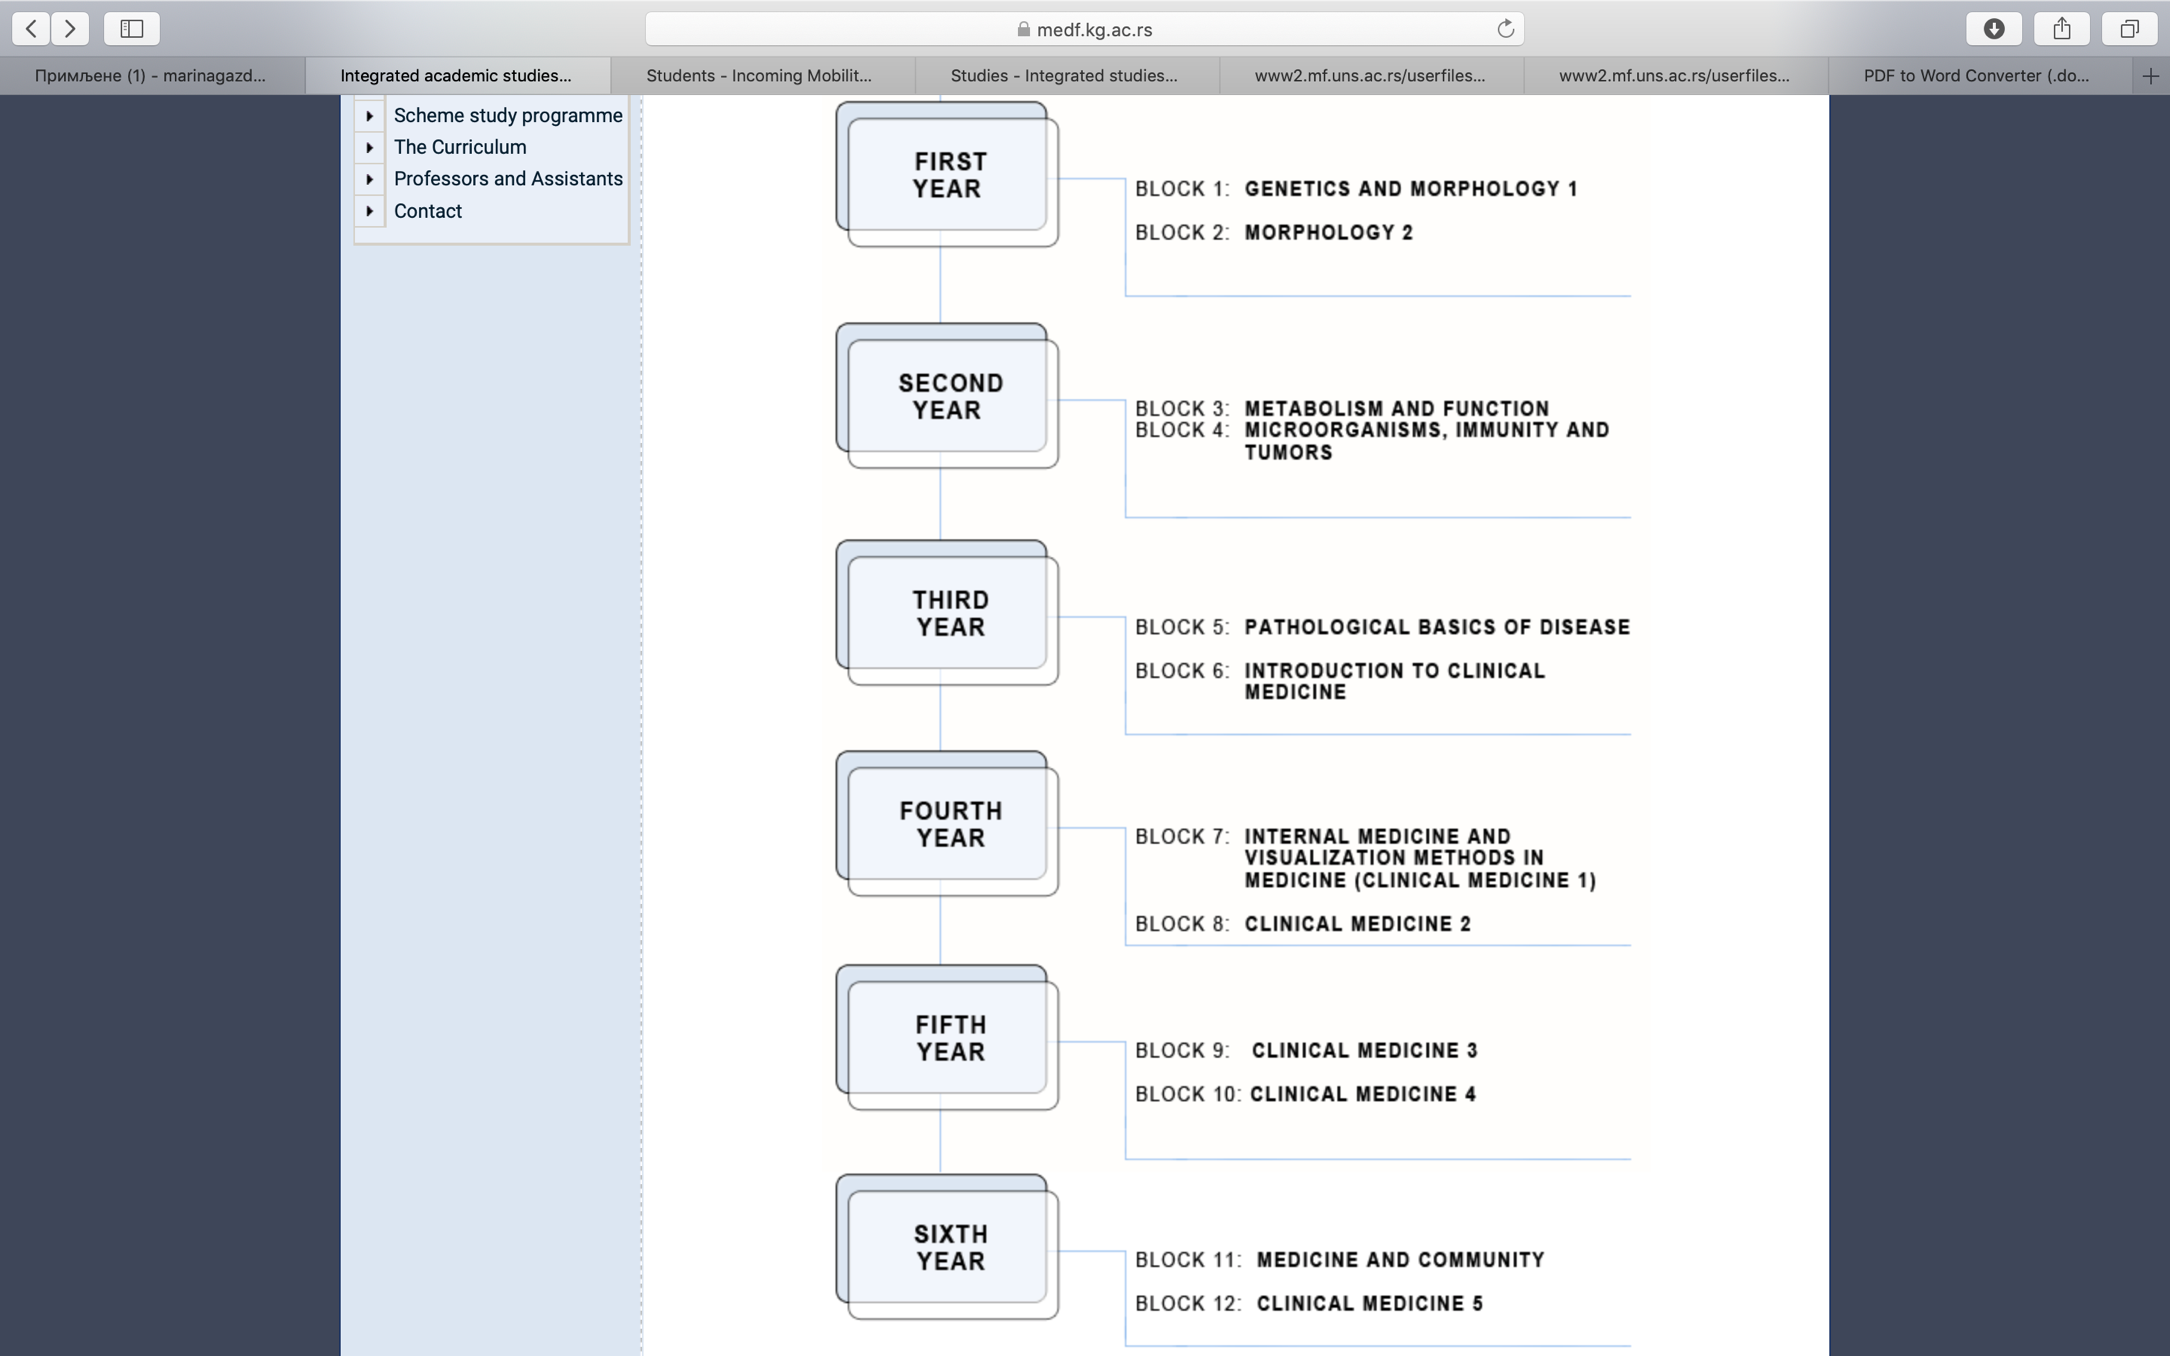 medf.kg.ac.rs
Примљене (1) - marinagazd...
Integrated academic studies...
Students - Incoming Mobilit...
Studies - Integrated studies...
www2.mf.uns.ac.rs/userfiles...
www2.mf.uns.ac.rs/userfiles...
PDF to Word Converter (.do...
Scheme study programme
The Curriculum
Professors and Assistants
Contact
FIRST
YEAR
BLOCK 1: GENETICS AND MORPHOLOGY 1
BLOCK 2: MORPHOLOGY 2
SECOND
YEAR
BLOCK 3: METABOLISM AND FUNCTION
BLOCK 4: MICROORGANISMS, IMMUNITY AND
TUMORS
THIRD
YEAR
BLOCK 5: PATHOLOGICAL BASICS OF DISEASE
BLOCK 6: INTRODUCTION TO CLINICAL
MEDICINE
FOURTH
YEAR
BLOCK 7: INTERNAL MEDICINE AND
VISUALIZATION METHODS IN
MEDICINE (CLINICAL MEDICINE 1)
BLOCK 8: CLINICAL MEDICINE 2
FIFTH
YEAR
BLOCK 9: CLINICAL MEDICINE 3
BLOCK 10: CLINICAL MEDICINE 4
SIXTH
YEAR
BLOCK 11: MEDICINE AND COMMUNITY
BLOCK 12: CLINICAL MEDICINE 5